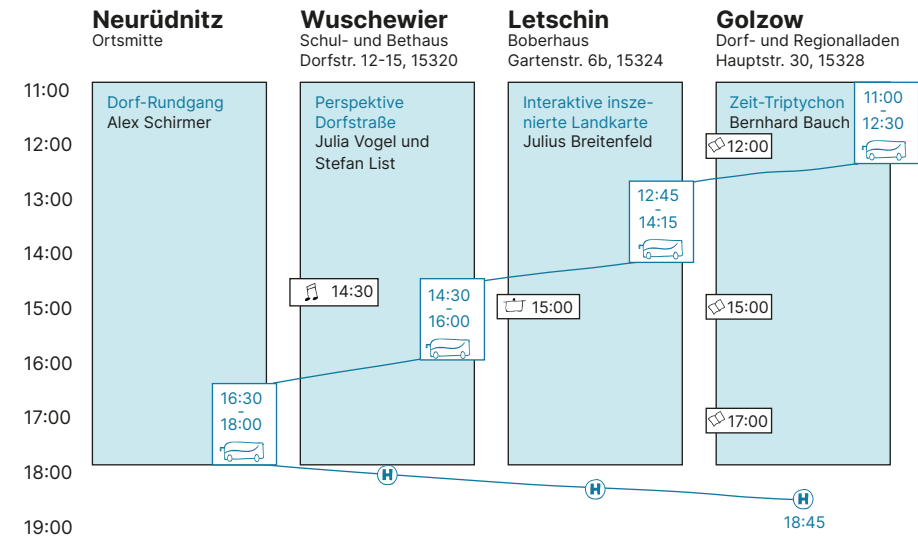 Neurüdnitz
Ortsmitte
Wuschewier
Schul- und Bethaus
Dorfstr. 12-15, 15320
Letschin
Boberhaus
Gartenstr. 6b, 15324
Golzow
Dorf- und Regionalladen
Hauptstr. 30, 15328
11:00
12:00
13:00
14:00
15:00
16:00
17:00
18:00
19:00
Dorf-Rundgang
Alex Schirmer
16:30
-
18:00
Perspektive
Dorfstraße
Julia Vogel und
Stefan List
14:30
14:30
-
16:00
Interaktive insze-
nierte Landkarte
Julius Breitenfeld
12:45
-
14:15
15:00
Zeit-Triptychon
Bernhard Bauch
11:00
-
12:30
12:00
15:00
17:00
H
H
H
18:45